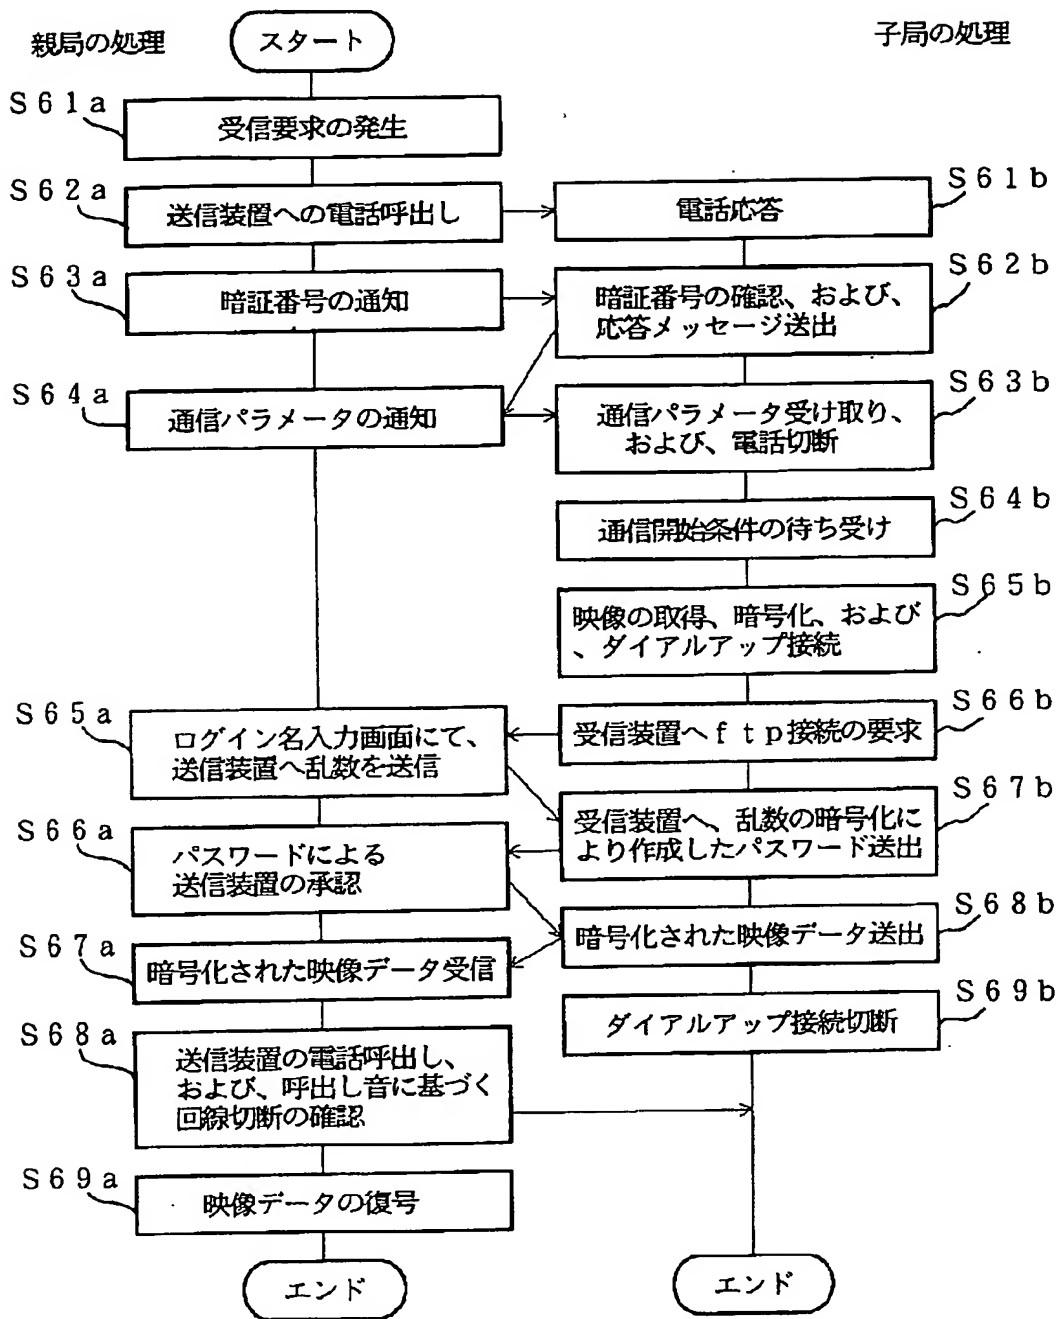 親局の処理
スタート
子局の処理
S61a
受信要求の発生
S62a
送信装置への電話呼出し
S61b
電話応答
S63a
暗証番号の通知
S62b
暗証番号の確認、および、
応答メッセージ送出
S64a
通信パラメータの通知
S63b
通信パラメータ受け取り、
および、電話切断
S64b
通信開始条件の待ち受け
S65b
映像の取得、暗号化、および
、ダイアルアップ接続
S65a
ログイン名入力画面にて、
送信装置へ乱数を送信
S66b
受信装置へftp接続の要求
S67b
受信装置へ、乱数の暗号化に
より作成したパスワード送出
S66a
パスワードによる
送信装置の承認
S68b
暗号化された映像データ送出
S67a
暗号化された映像データ受信
S69b
ダイアルアップ接続切断
S68a
送信装置の電話呼出し、
および、呼出し音に基づく
回線切断の確認
S69a
映像データの復号
エンド
エンド